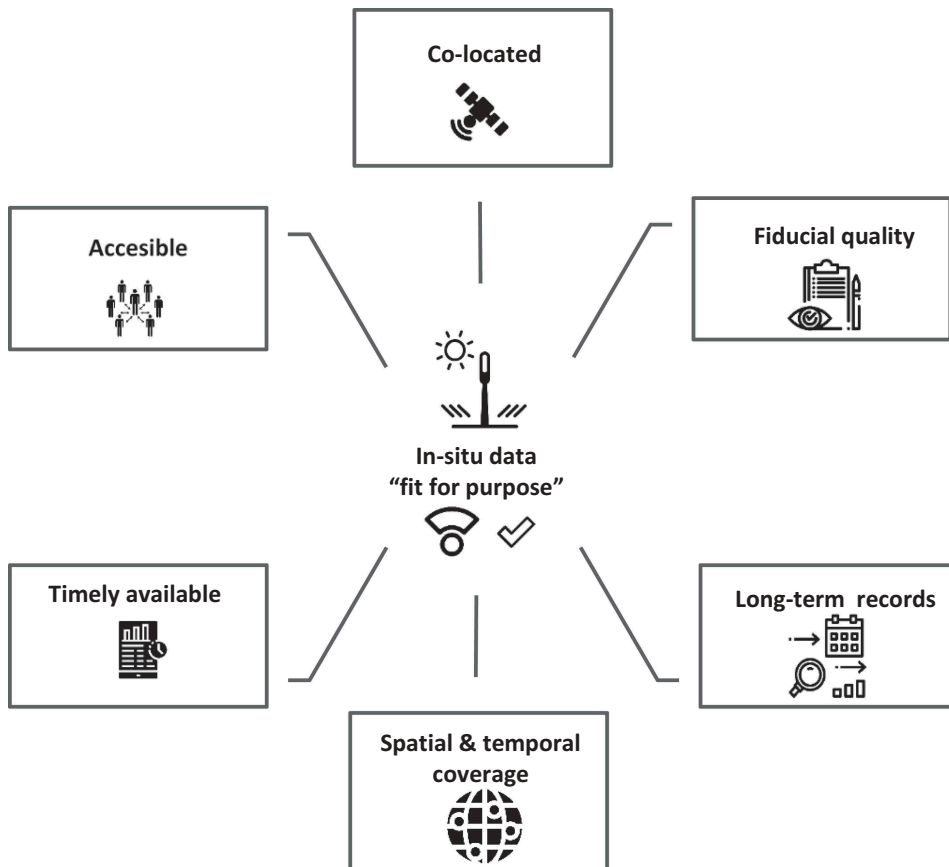 Co-located
Accesible
Fiducial quality
In-situ data
“fit for purpose”
Timely available
Long-term records
Spatial & temporal
coverage